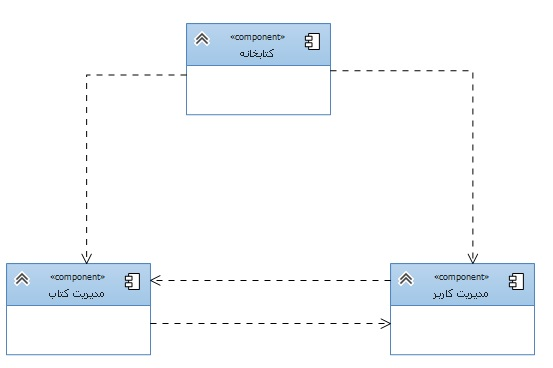 «component»
کتابخانه
«component»
مدیریت کتاب
«component»
مدیریت کاربر